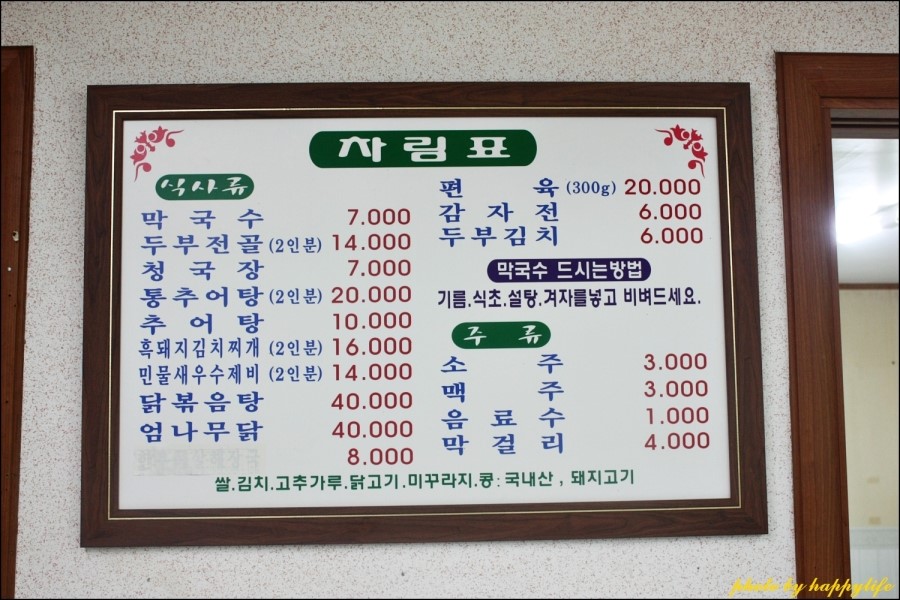 차림표
식사류
막국수 7.000
두부전골(2인분) 14.000
청국장 7.000
통추어탕(2인분) 20.000
추어탕 10.000
흑돼지김치찌개(2인분) 16.000
민물새우수제비(2인분) 14.000
닭볶음탕 40.000
엄나무닭 40.000
8.000
편육(300g) 20.000
감자전 6.000
두부김치 6.000
막국수 드시는방법
기름.식초.설탕.겨자를넣고 비벼드세요.
주류
소주 3.000
맥주 3.000
음료수 1.000
막걸리 4.000
쌀.김치.고추가루.닭고기.미꾸라지.콩:국내산, 돼지고기
photo by happylife